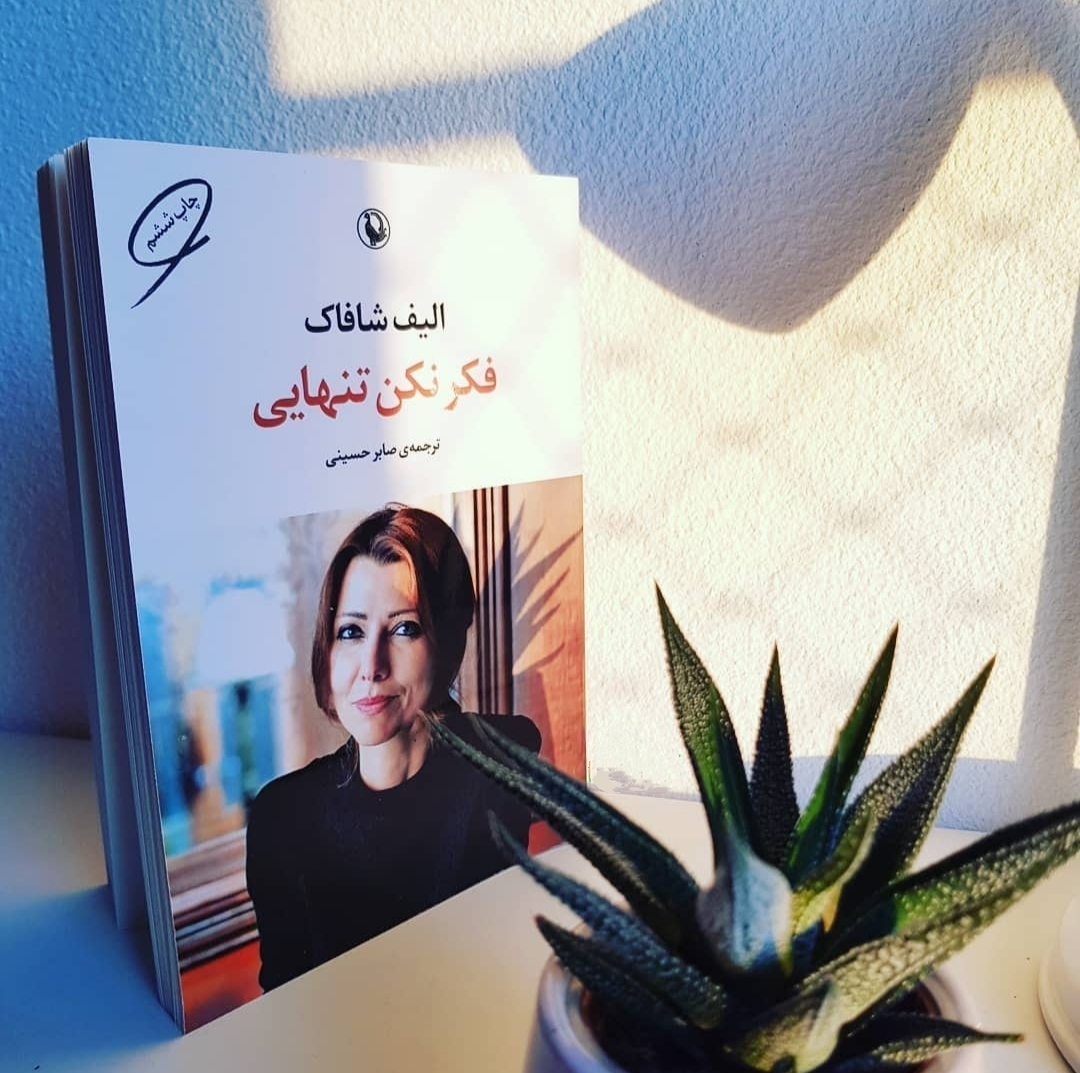 چاپ ششم
الیف شافاک
فکر نکن تنهایی
ترجمه‌ی صابر حسینی